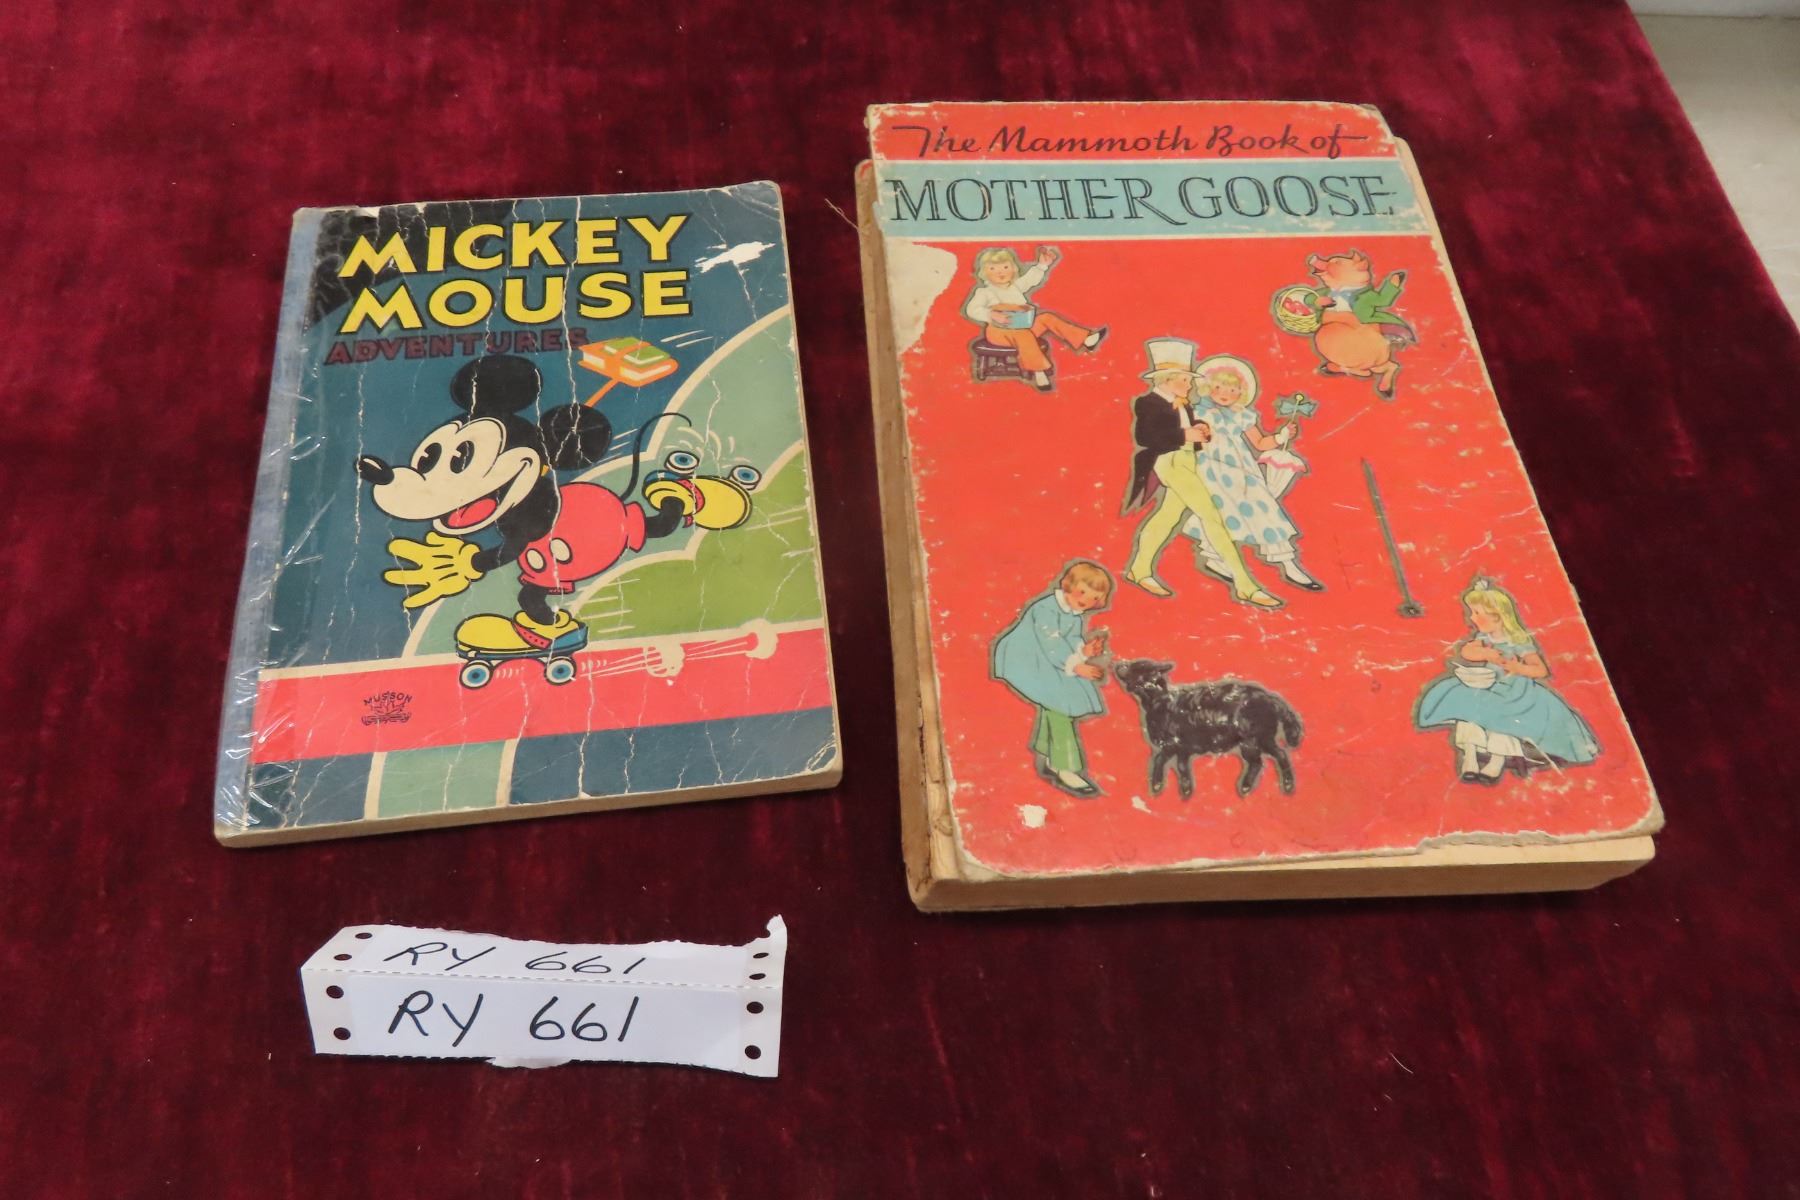 MICKEY
MOUSE
ADVENTURES
MUSSON
The Mammoth Book of
MOTHER GOOSE
RY 661
RY 661